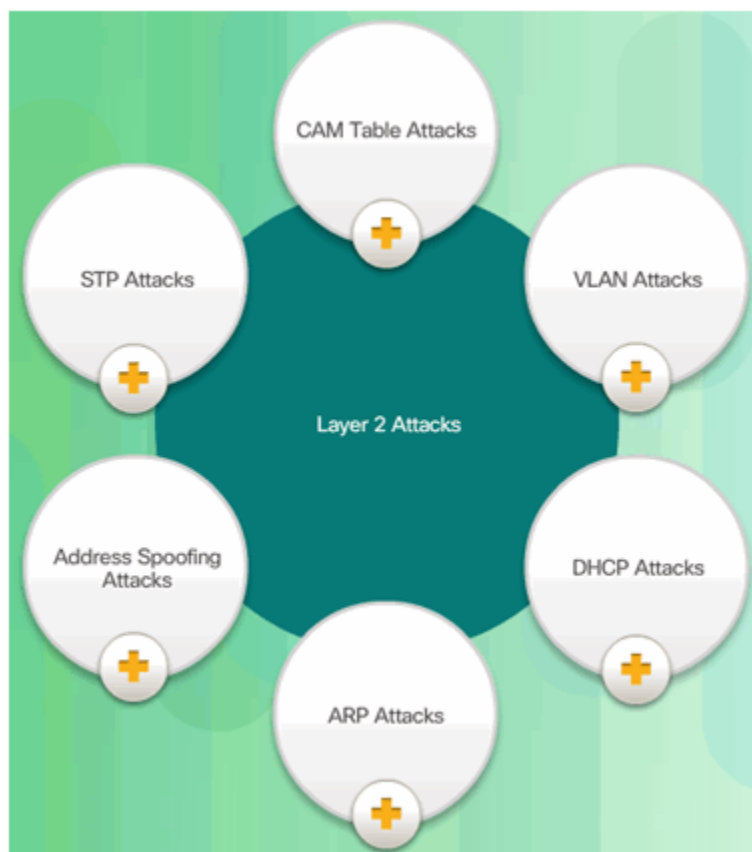 CAM Table Attacks
STP Attacks
VLAN Attacks
Layer 2 Attacks
Address Spoofing
Attacks
DHCP Attacks
ARP Attacks